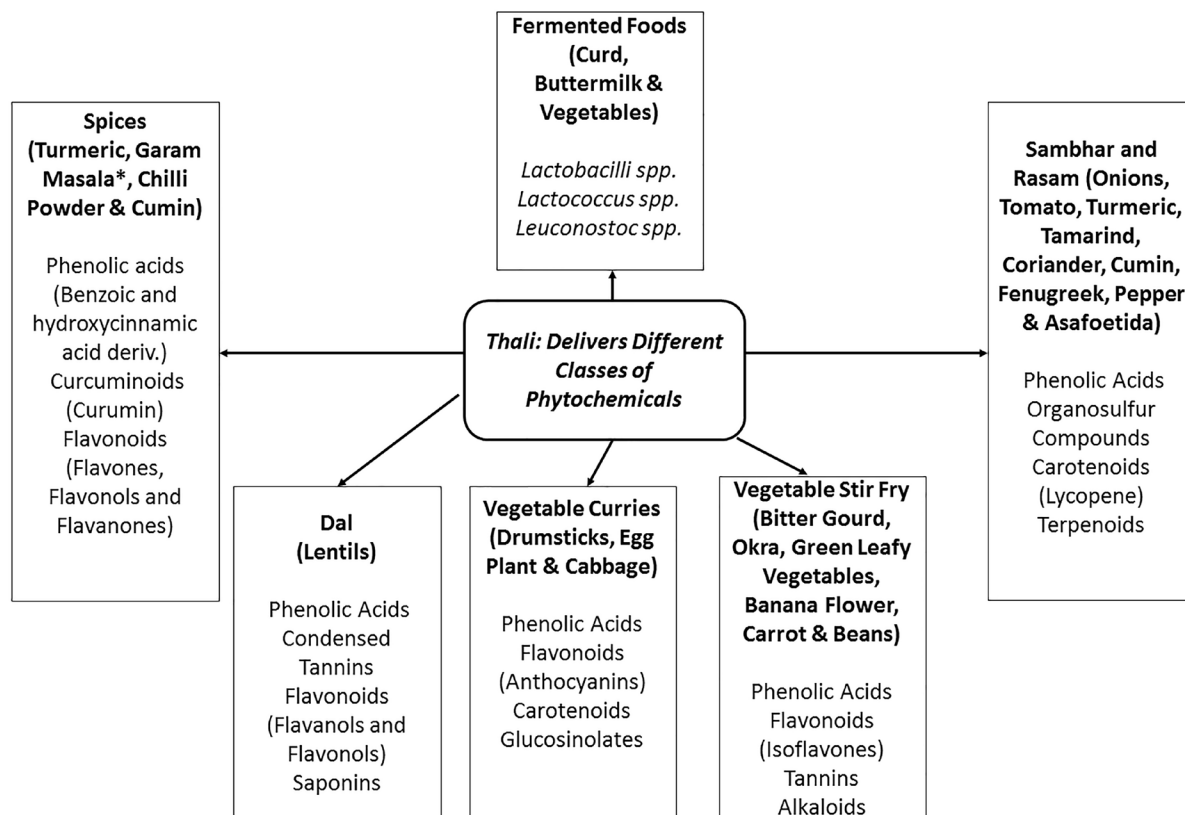 Fermented Foods
(Curd,
Buttermilk &
Vegetables)
Lactobacilli spp.
Lactococcus spp.
Leuconostoc spp.
Spices
(Turmeric, Garam
Masala*, Chilli
Powder & Cumin)
Phenolic acids
(Benzoic and
hydroxycinnamic
acid deriv.)
Curcuminoids
(Curumin)
Flavonoids
(Flavones,
Flavonols and
Flavanones)
Thali: Delivers Different
Classes of
Phytochemicals
Sambhar and
Rasam (Onions,
Tomato, Turmeric,
Tamarind,
Coriander, Cumin,
Fenugreek, Pepper
& Asafoetida)
Phenolic Acids
Organosulfur
Compounds
Carotenoids
(Lycopene)
Terpenoids
Dal
(Lentils)
Phenolic Acids
Condensed
Tannins
Flavonoids
(Flavanols and
Flavonols)
Saponins
Vegetable Curries
(Drumsticks, Egg
Plant & Cabbage)
Phenolic Acids
Flavonoids
(Anthocyanins)
Carotenoids
Glucosinolates
Vegetable Stir Fry
(Bitter Gourd,
Okra, Green Leafy
Vegetables,
Banana Flower,
Carrot & Beans)
Phenolic Acids
Flavonoids
(Isoflavones)
Tannins
Alkaloids